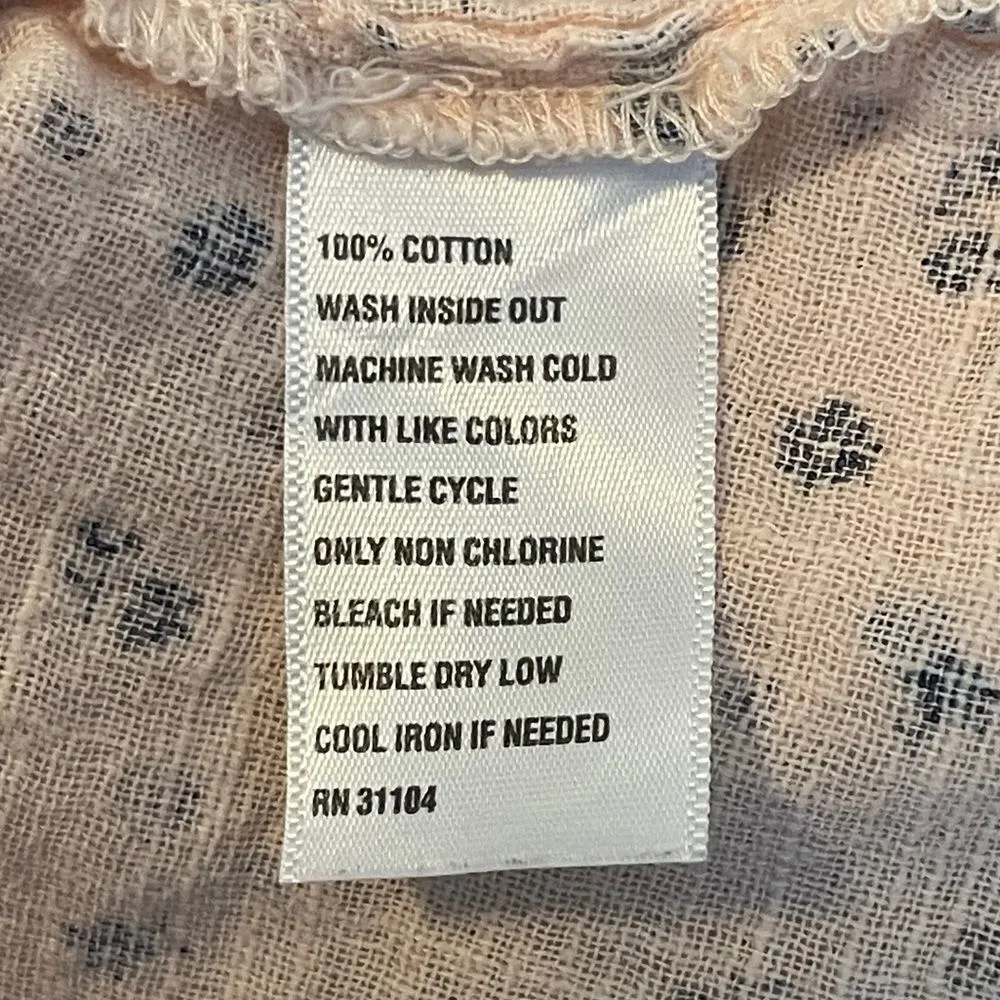 100% COTTON
WASH INSIDE OUT
MACHINE WASH COLD
WITH LIKE COLORS
GENTLE CYCLE
ONLY NON CHLORINE
BLEACH IF NEEDED
TUMBLE DRY LOW
COOL IRON IF NEEDED
RN 31104